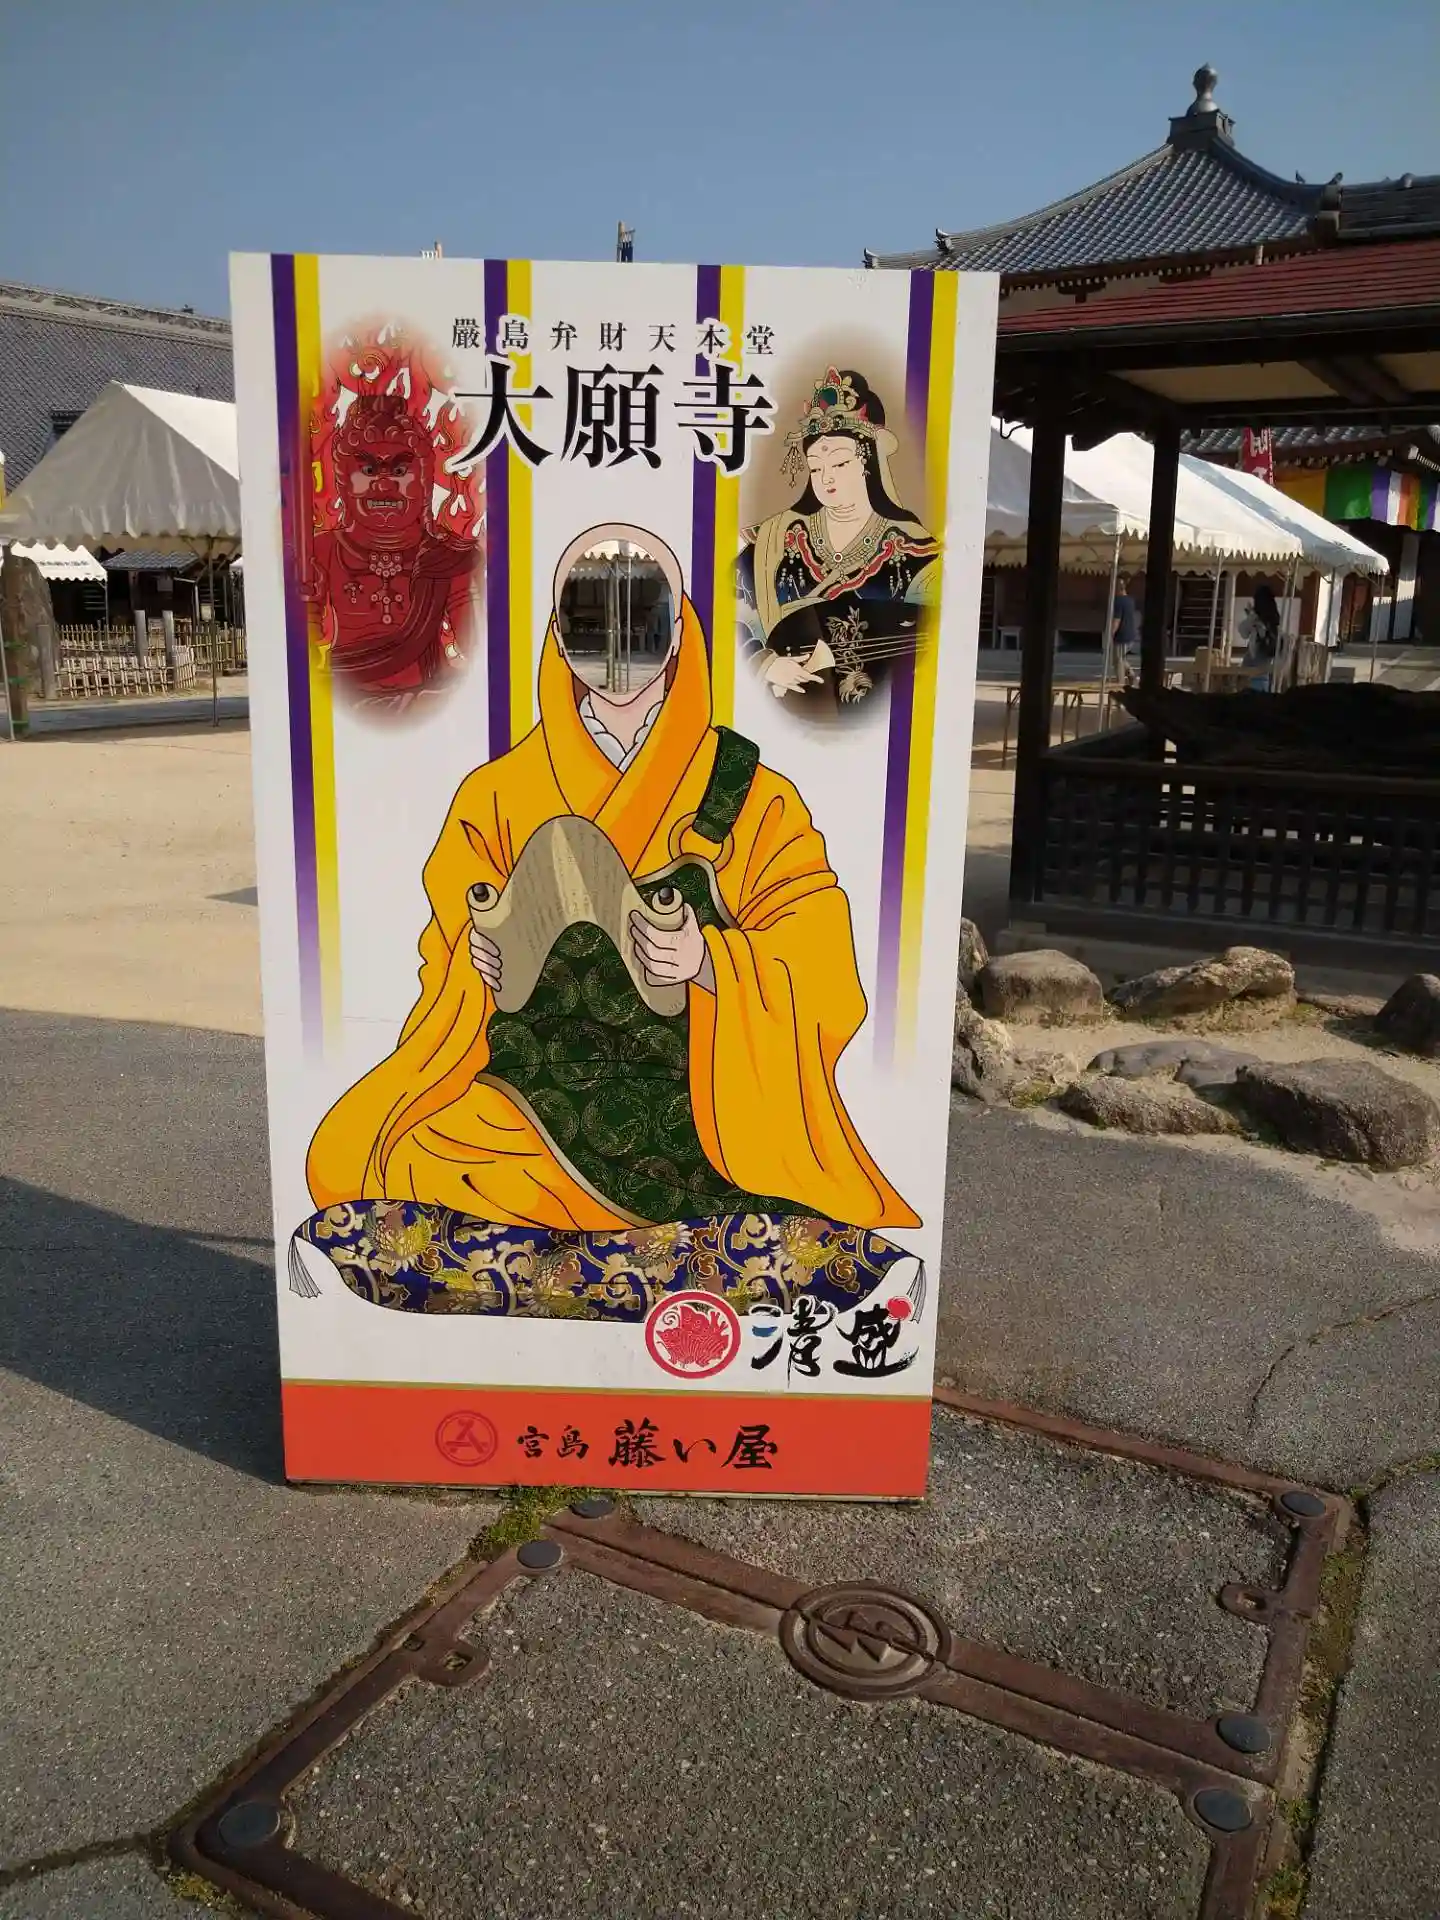 嚴島弁財天本堂
大願寺
清盛
宮島 藤い屋